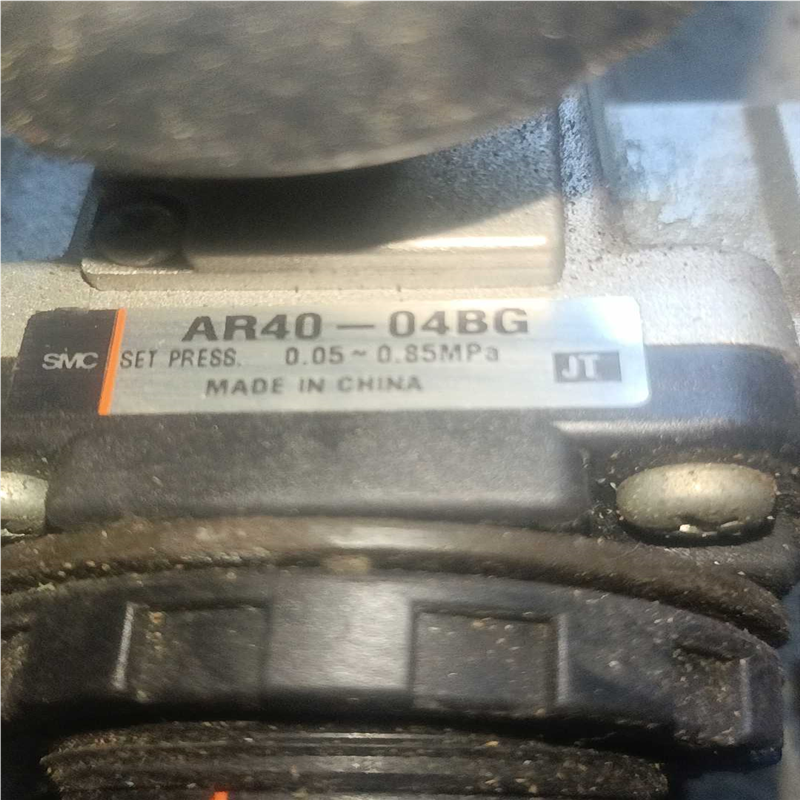 AR40-04BG
SMC SET PRESS. 0.05~0.85MPa JT
MADE IN CHINA